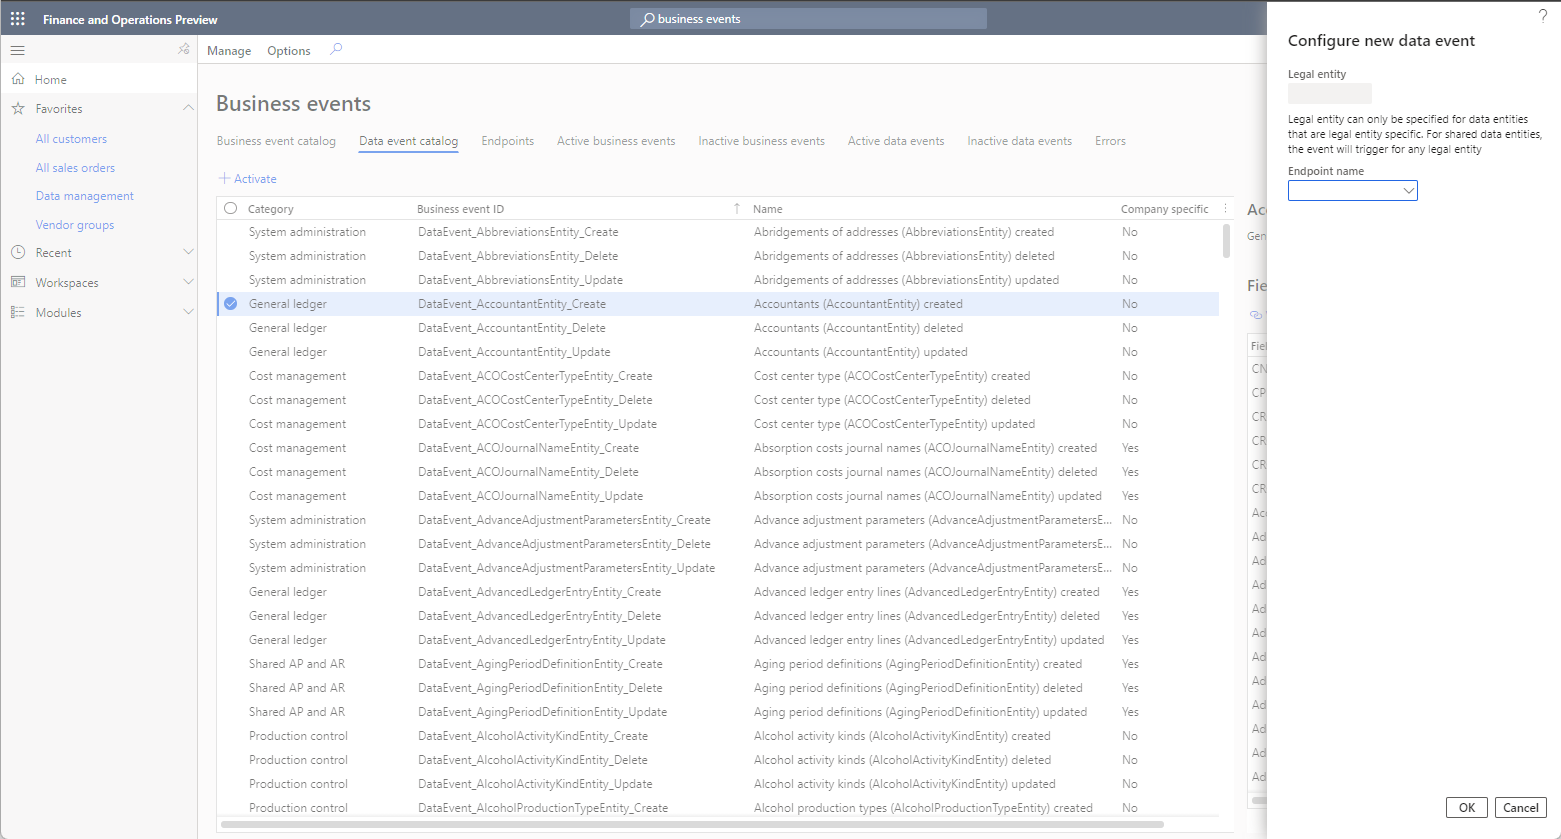 Finance and Operations Preview
business events
?
Manage Options
Home
Favorites
All customers
All sales orders
Data management
Vendor groups
Recent
Workspaces
Modules
Business events
Business event catalog Data event catalog Endpoints Active business events Inactive business events Active data events Inactive data events Errors
+ Activate
Category Business event ID ↑ Name Company specific
System administration DataEvent_AbbreviationsEntity_Create Abridgements of addresses (AbbreviationsEntity) created No
System administration DataEvent_AbbreviationsEntity_Delete Abridgements of addresses (AbbreviationsEntity) deleted No
System administration DataEvent_AbbreviationsEntity_Update Abridgements of addresses (AbbreviationsEntity) updated No
General ledger DataEvent_AccountantEntity_Create Accountants (AccountantEntity) created No
General ledger DataEvent_AccountantEntity_Delete Accountants (AccountantEntity) deleted No
General ledger DataEvent_AccountantEntity_Update Accountants (AccountantEntity) updated No
Cost management DataEvent_ACOCostCenterTypeEntity_Create Cost center type (ACOCostCenterTypeEntity) created No
Cost management DataEvent_ACOCostCenterTypeEntity_Delete Cost center type (ACOCostCenterTypeEntity) deleted No
Cost management DataEvent_ACOCostCenterTypeEntity_Update Cost center type (ACOCostCenterTypeEntity) updated No
Cost management DataEvent_ACOJournalNameEntity_Create Absorption costs journal names (ACOJournalNameEntity) created Yes
Cost management DataEvent_ACOJournalNameEntity_Delete Absorption costs journal names (ACOJournalNameEntity) deleted Yes
Cost management DataEvent_ACOJournalNameEntity_Update Absorption costs journal names (ACOJournalNameEntity) updated Yes
System administration DataEvent_AdvanceAdjustmentParametersEntity_Create Advance adjustment parameters (AdvanceAdjustmentParametersE... No
System administration DataEvent_AdvanceAdjustmentParametersEntity_Delete Advance adjustment parameters (AdvanceAdjustmentParametersE... No
System administration DataEvent_AdvanceAdjustmentParametersEntity_Update Advance adjustment parameters (AdvanceAdjustmentParametersE... No
General ledger DataEvent_AdvancedLedgerEntryEntity_Create Advanced ledger entry lines (AdvancedLedgerEntryEntity) created Yes
General ledger DataEvent_AdvancedLedgerEntryEntity_Delete Advanced ledger entry lines (AdvancedLedgerEntryEntity) deleted Yes
General ledger DataEvent_AdvancedLedgerEntryEntity_Update Advanced ledger entry lines (AdvancedLedgerEntryEntity) updated Yes
Shared AP and AR DataEvent_AgingPeriodDefinitionEntity_Create Aging period definitions (AgingPeriodDefinitionEntity) created Yes
Shared AP and AR DataEvent_AgingPeriodDefinitionEntity_Delete Aging period definitions (AgingPeriodDefinitionEntity) deleted Yes
Shared AP and AR DataEvent_AgingPeriodDefinitionEntity_Update Aging period definitions (AgingPeriodDefinitionEntity) updated Yes
Production control DataEvent_AlcoholActivityKindEntity_Create Alcohol activity kinds (AlcoholActivityKindEntity) created No
Production control DataEvent_AlcoholActivityKindEntity_Delete Alcohol activity kinds (AlcoholActivityKindEntity) deleted No
Production control DataEvent_AlcoholActivityKindEntity_Update Alcohol activity kinds (AlcoholActivityKindEntity) updated No
Production control DataEvent_AlcoholProductionTypeEntity_Create Alcohol production types (AlcoholProductionTypeEntity) created No
Acc
Gen
Fie
Fiel
CN
CP
CR
CR
CR
CR
Acc
Ad
Ad
Ad
Ad
Ad
Ad
Ad
Ad
Ad
Ad
Ad
Configure new data event
Legal entity
Legal entity can only be specified for data entities
that are legal entity specific. For shared data entities,
the event will trigger for any legal entity
Endpoint name
OK Cancel